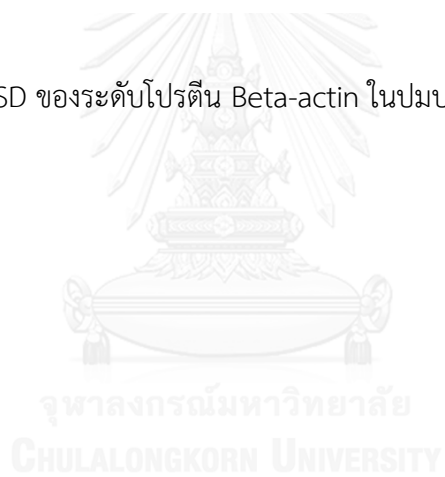 SD ของระดับโปรตีน Beta-actin ในปมป
จุฬาลงกรณ์มหาวิทยาลัย
CHULALONGKORN UNIVERSITY